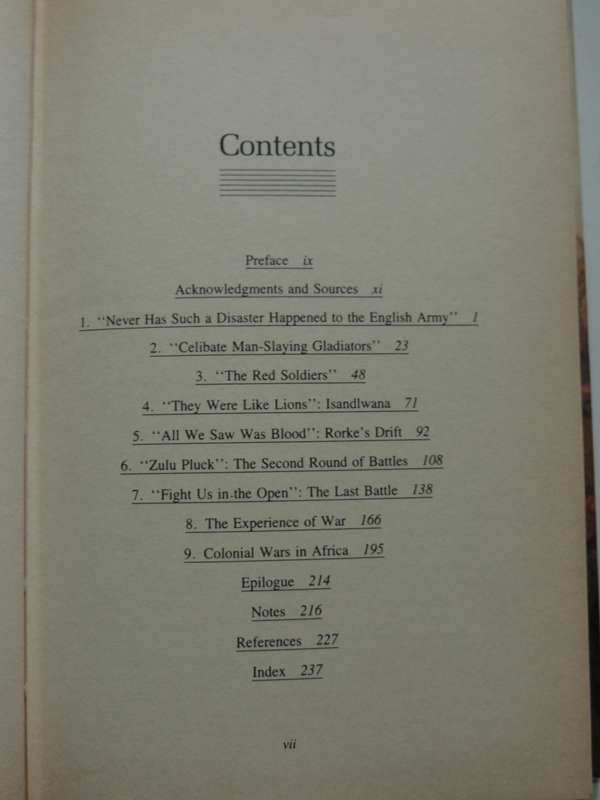 Contents
Preface ix
Acknowledgments and Sources xi
1. ‘‘Never Has Such a Disaster Happened to the English Army’’ 1
2. ‘‘Celibate Man-Slaying Gladiators’’ 23
3. ‘‘The Red Soldiers’’ 48
4. ‘‘They Were Like Lions’’: Isandlwana 71
5. ‘‘All We Saw Was Blood’’: Rorke's Drift 92
6. ‘‘Zulu Pluck’’: The Second Round of Battles 108
7. ‘‘Fight Us in the Open’’: The Last Battle 138
8. The Experience of War 166
9. Colonial Wars in Africa 195
Epilogue 214
Notes 216
References 227
Index 237
vii